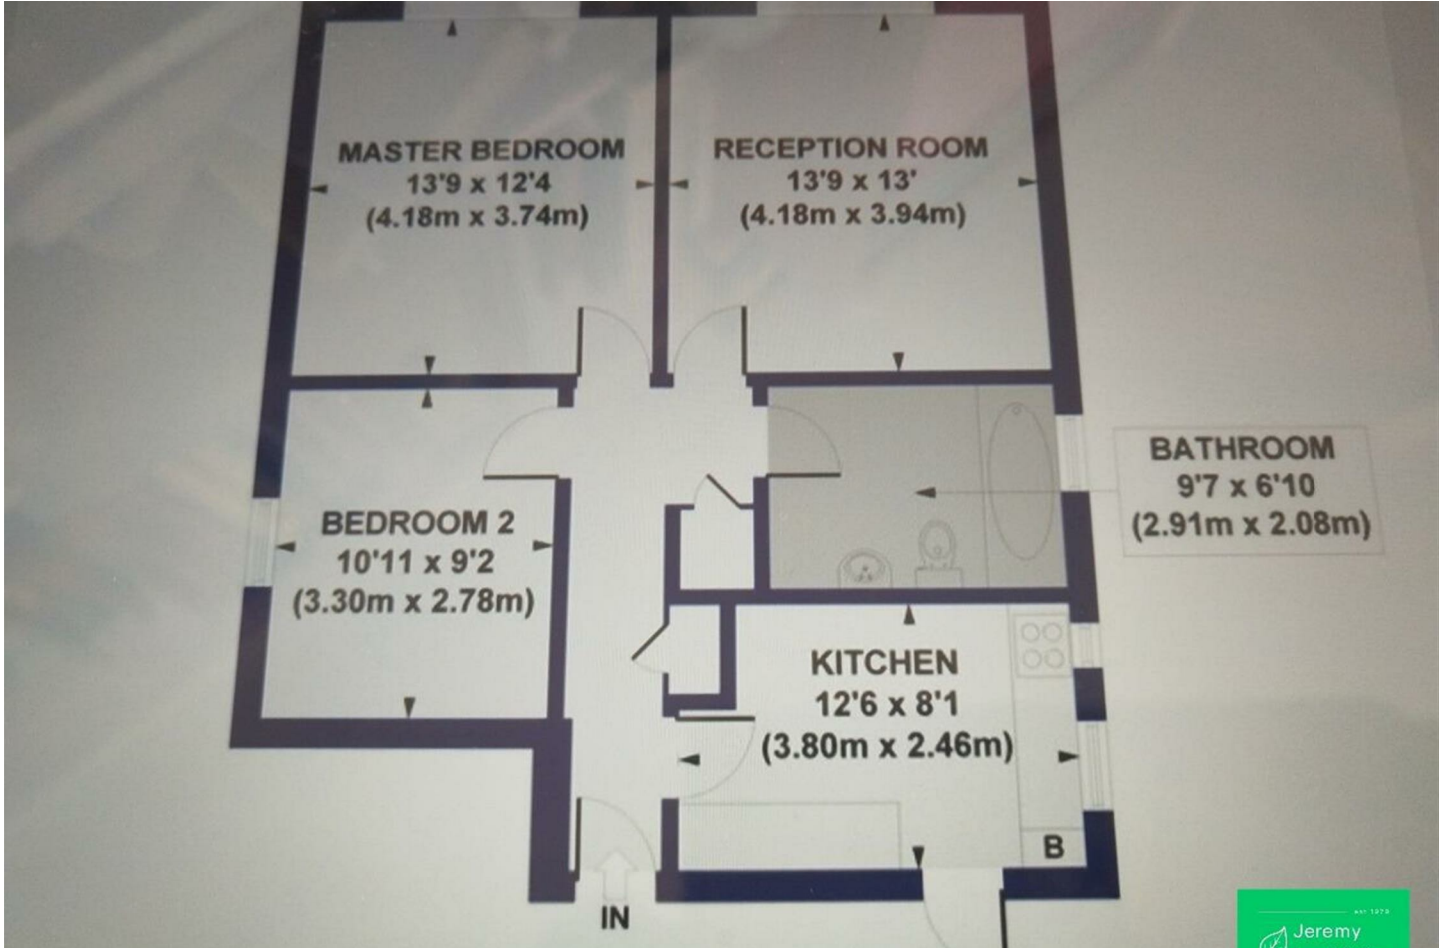 MASTER BEDROOM
13'9 x 12'4
(4.18m x 3.74m)
RECEPTION ROOM
13'9 x 13'
(4.18m x 3.94m)
BATHROOM
9'7 x 6'10
(2.91m x 2.08m)
BEDROOM 2
10'11 x 9'2
(3.30m x 2.78m)
KITCHEN
12'6 x 8'1
(3.80m x 2.46m)
B
IN
EST 1979
Jeremy